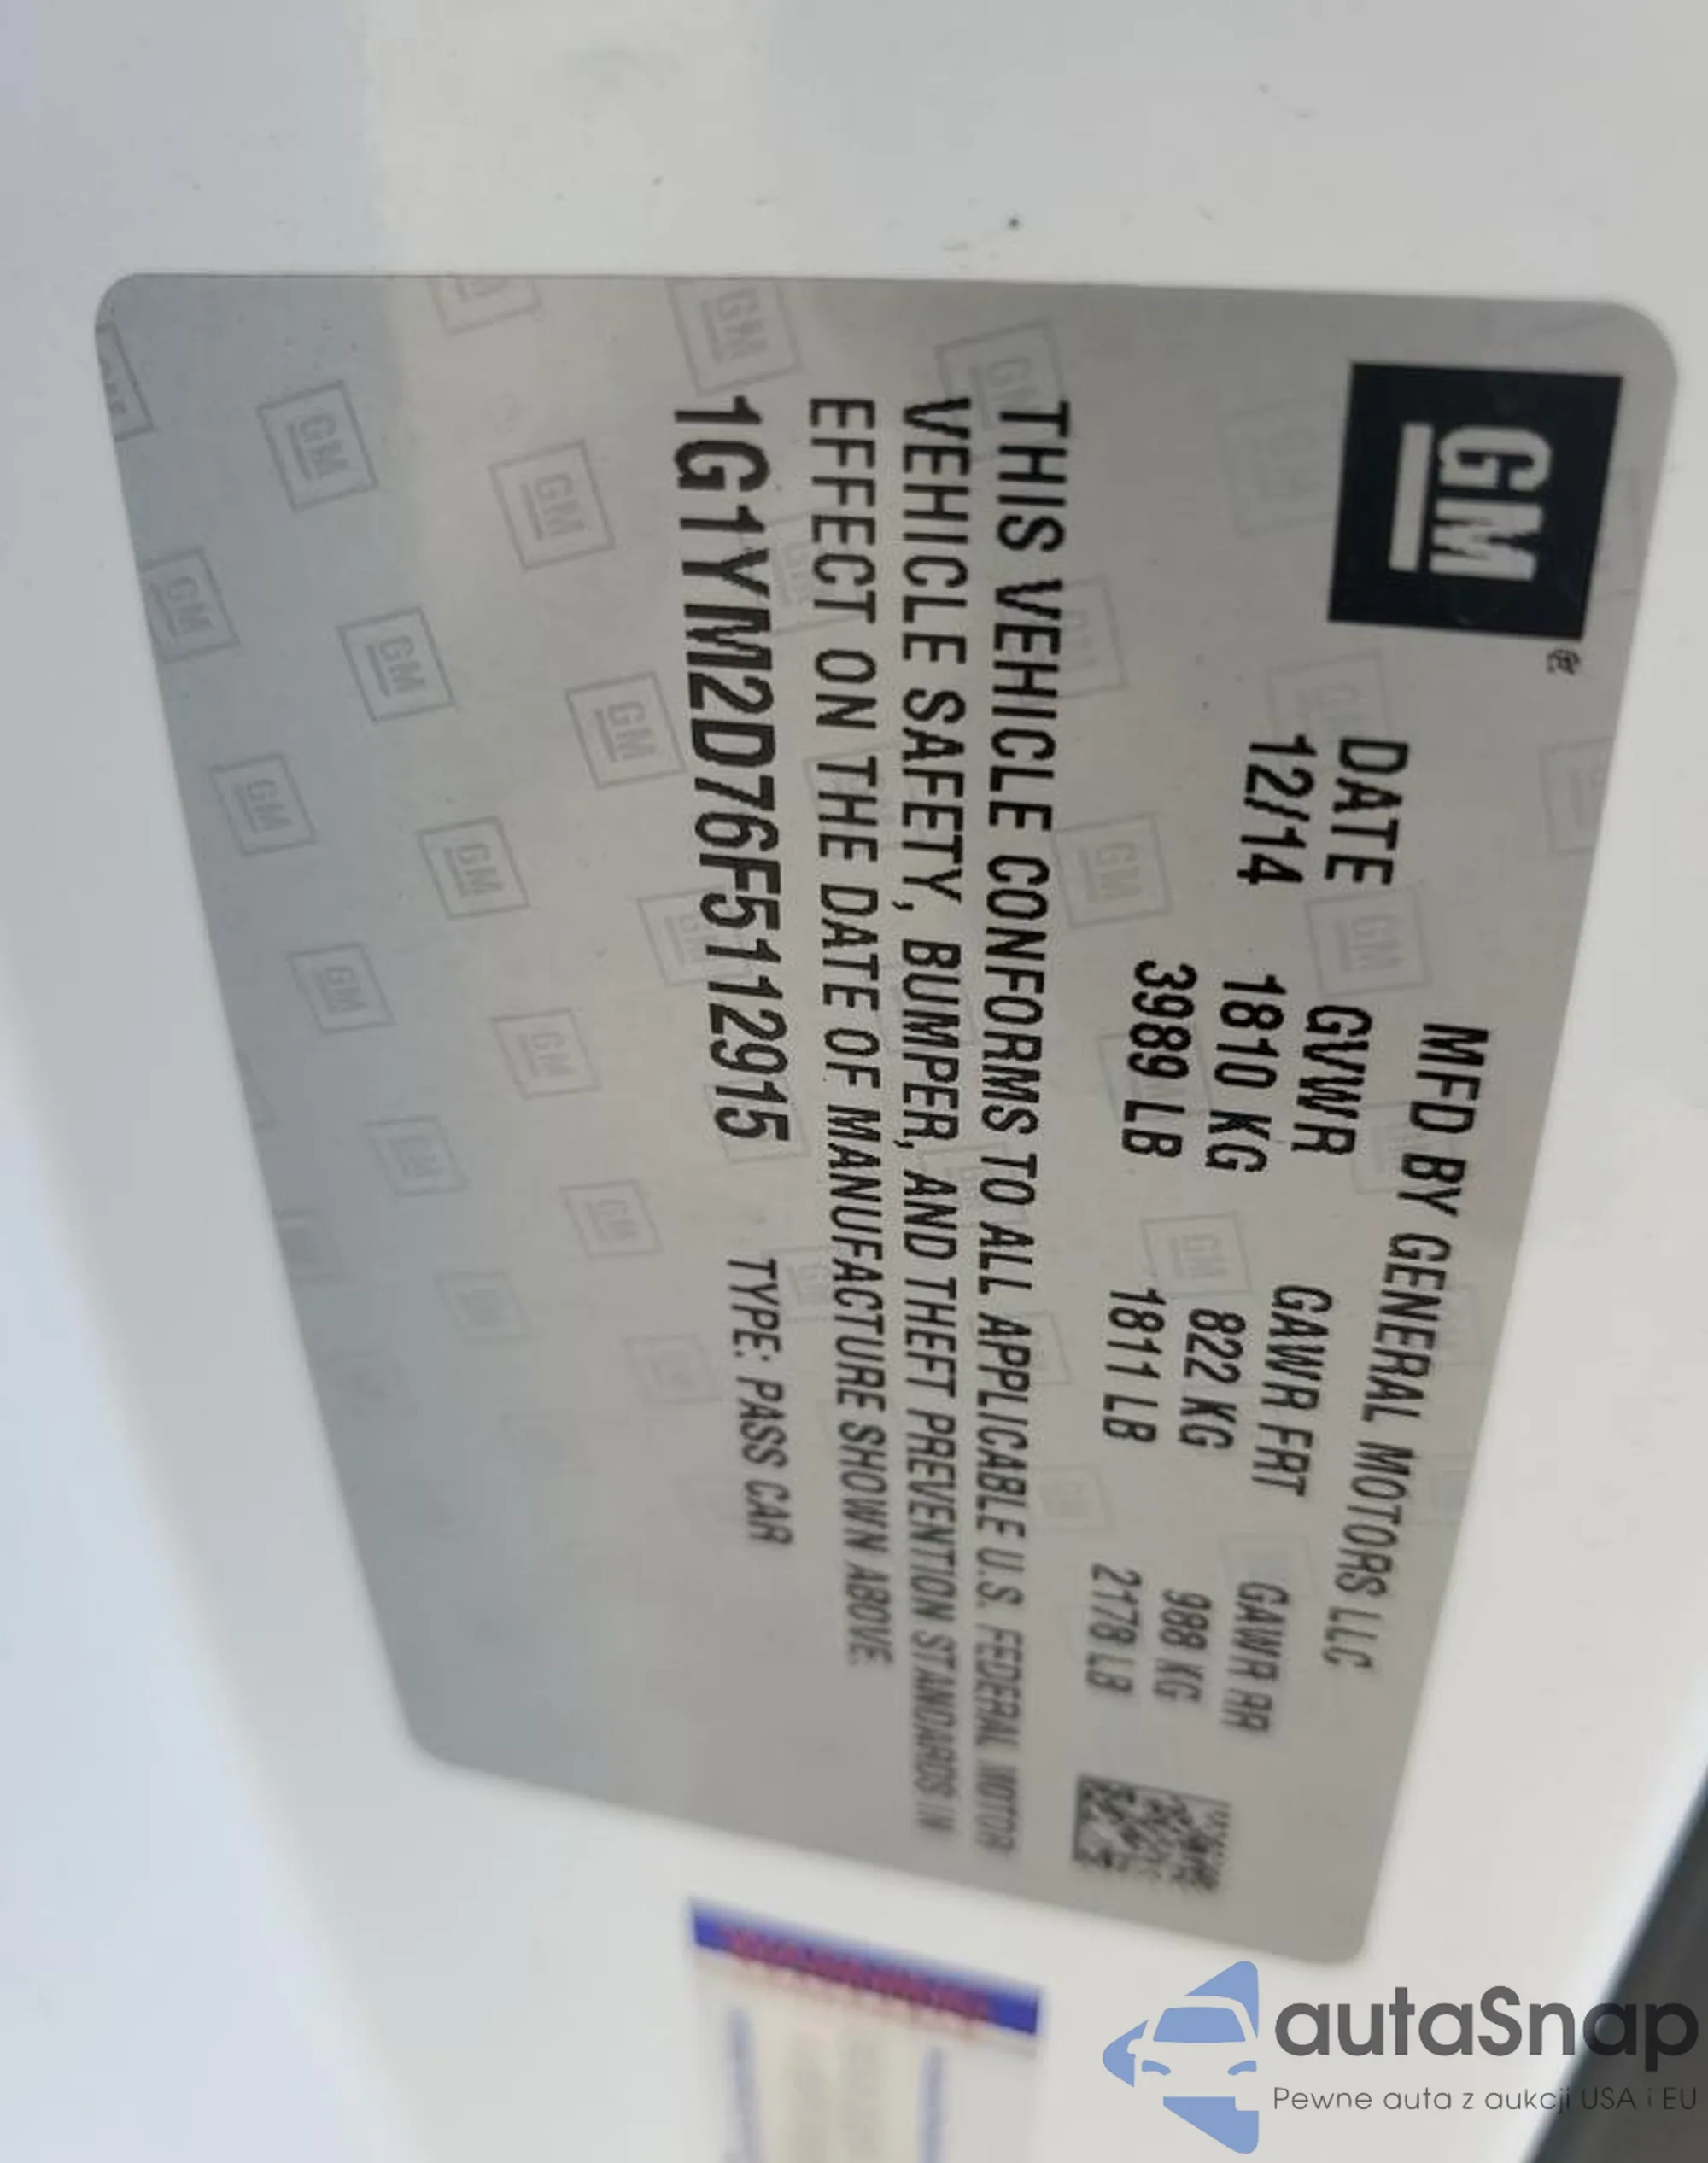 GM
MFD BY GENERAL MOTORS LLC
DATE GVWR GAWR FRT GAWR RR
12/14 1810 KG 822 KG 988 KG
3989 LB 1811 LB 2178 LB
THIS VEHICLE CONFORMS TO ALL APPLICABLE U.S. FEDERAL MOTOR
VEHICLE SAFETY, BUMPER, AND THEFT PREVENTION STANDARDS IN
EFFECT ON THE DATE OF MANUFACTURE SHOWN ABOVE.
1G1YM2D76F5112915 TYPE: PASS CAR
autaSnap
Pewne auta z aukcji USA i EU